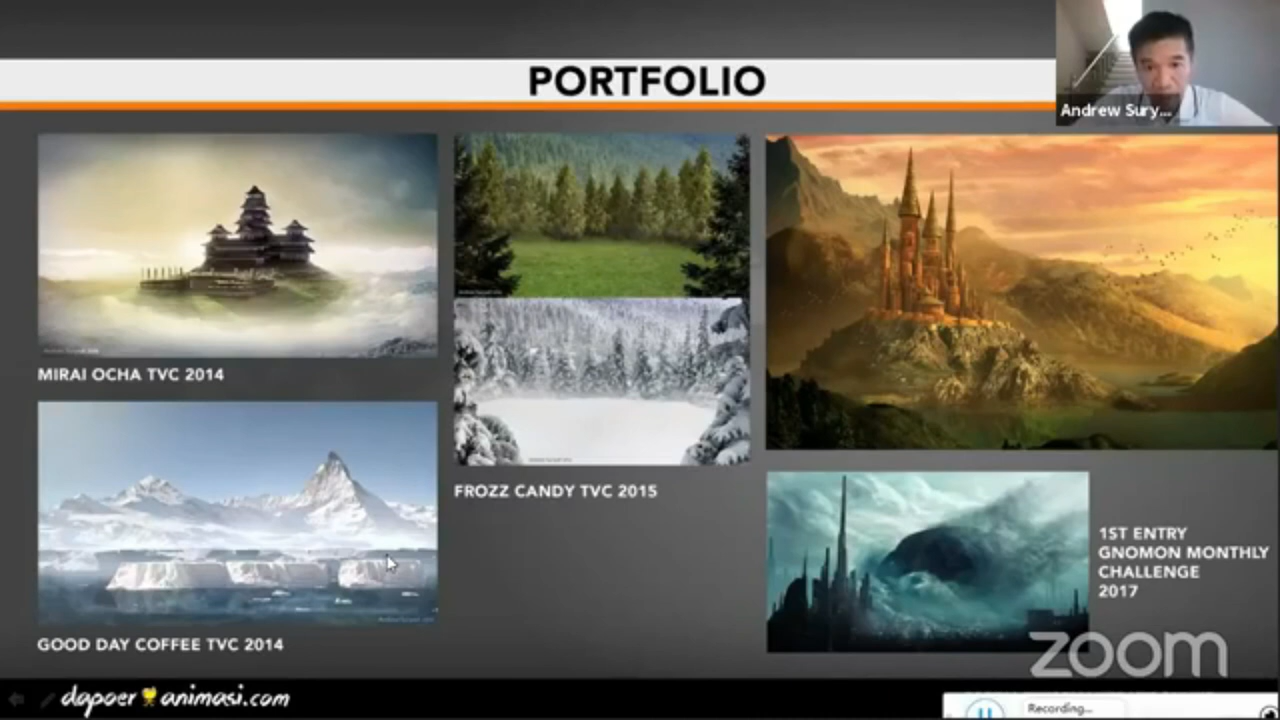 PORTFOLIO
Andrew Sury...
MIRAI OCHA TVC 2014
FROZZ CANDY TVC 2015
1ST ENTRY
GNOMON MONTHLY
CHALLENGE
2017
GOOD DAY COFFEE TVC 2014
zoom
dapoer animasi.com
Recording...